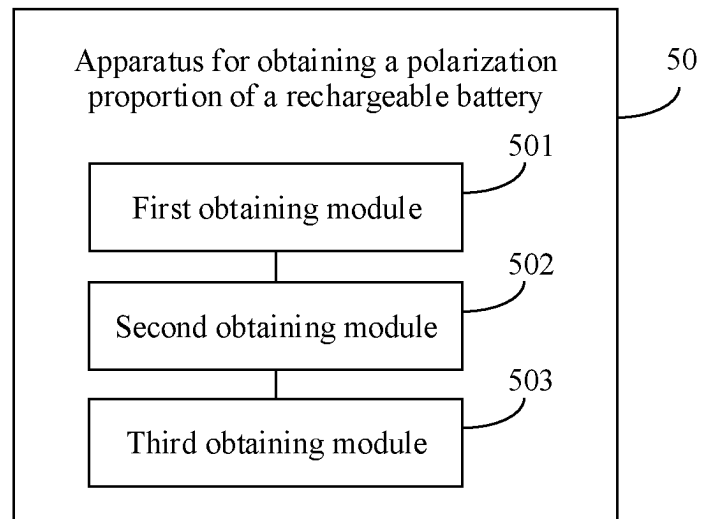 Apparatus for obtaining a polarization
proportion of a rechargeable battery
50
501
First obtaining module
502
Second obtaining module
503
Third obtaining module